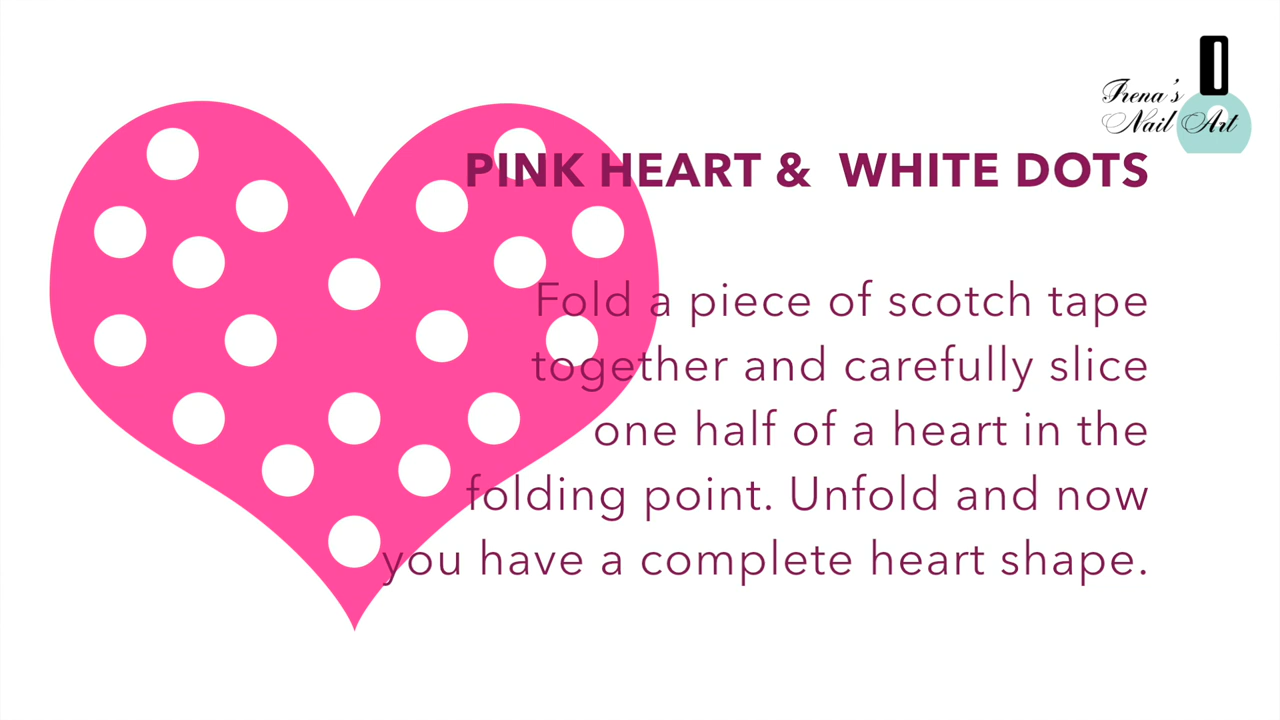 Irena's
Nail Art
PINK HEART &  WHITE DOTS
Fold a piece of scotch tape
together and carefully slice
one half of a heart in the
folding point. Unfold and now
you have a complete heart shape.